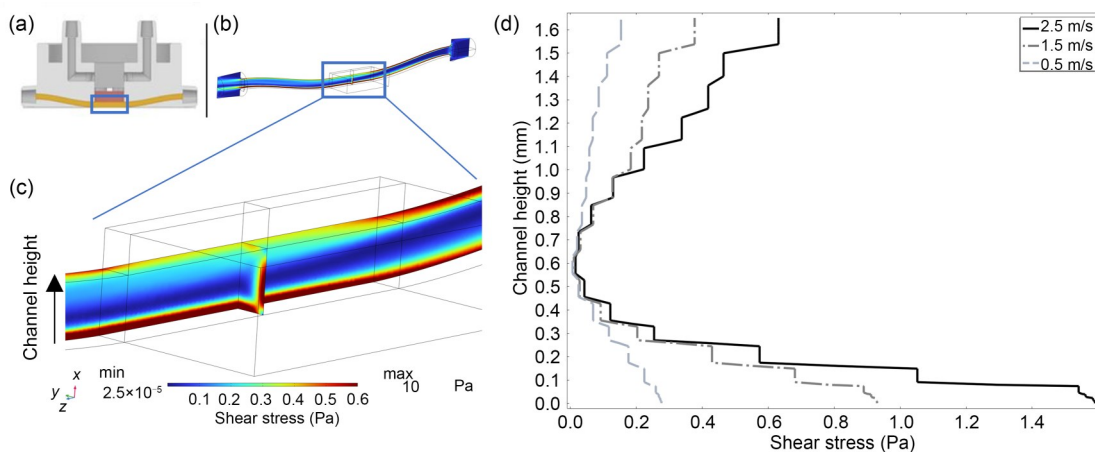 (a)
(b)
(c)
Channel height
x
y
z
min
2.5×10⁻⁵
0.1 0.2 0.3 0.4 0.5 0.6
Shear stress (Pa)
max
10
Pa
(d)
2.5 m/s
1.5 m/s
0.5 m/s
Channel height (mm)
1.6
1.5
1.4
1.3
1.2
1.1
1.0
0.9
0.8
0.7
0.6
0.5
0.4
0.3
0.2
0.1
0.0
0.0 0.2 0.4 0.6 0.8 1.0 1.2 1.4
Shear stress (Pa)